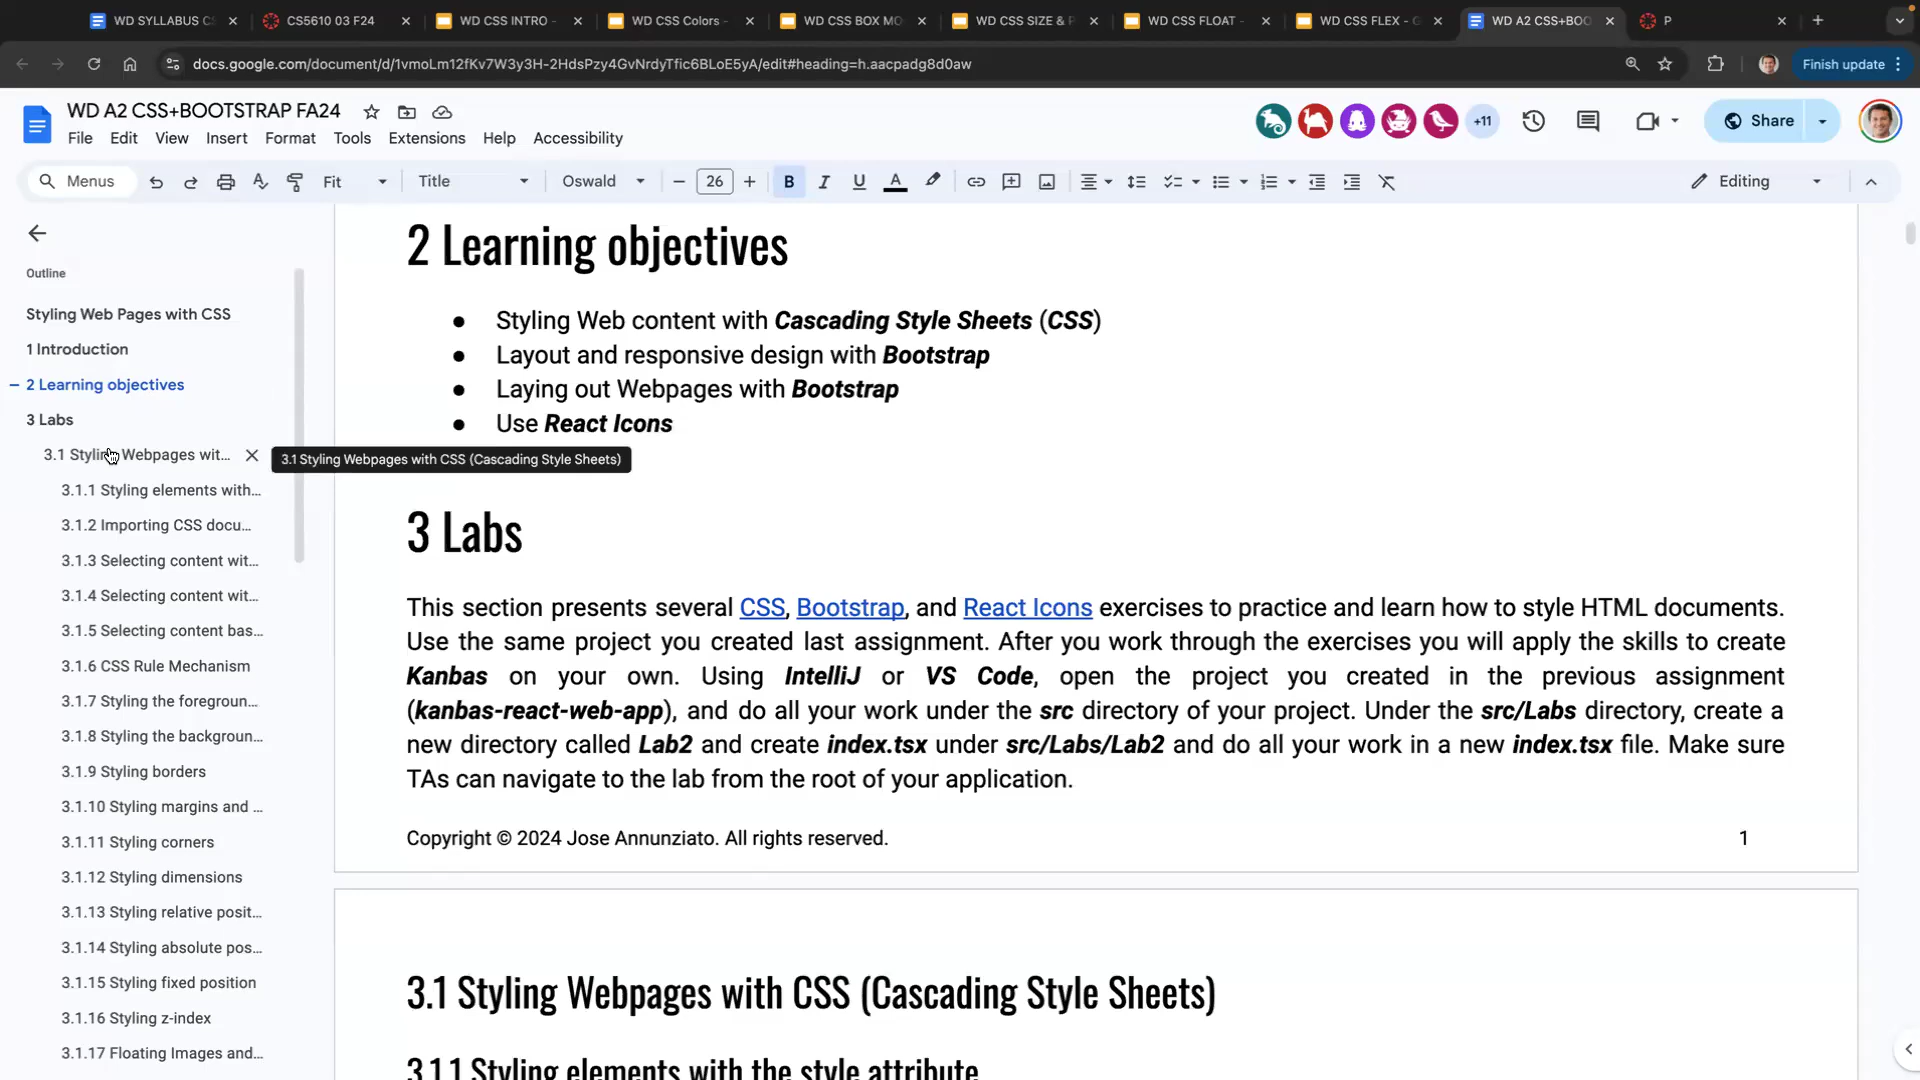 WD SYLLABUS CS
CS5610 03 F24
WD CSS INTRO -
WD CSS Colors -
WD CSS BOX MO
WD CSS SIZE & P
WD CSS FLOAT -
WD CSS FLEX - G
WD A2 CSS+BOO
P
docs.google.com/document/d/1vmoLm12fKv7W3y3H-2HdsPzy4GvNrdyTfic6BLoE5yA/edit#heading=h.aacpadg8d0aw
Finish update
WD A2 CSS+BOOTSTRAP FA24
File Edit View Insert Format Tools Extensions Help Accessibility
+11
Share
Menus
Fit
Title
Oswald
26
B
I
U
A
Editing
Outline
Styling Web Pages with CSS
1 Introduction
2 Learning objectives
3 Labs
3.1 Styling Webpages wit...
3.1.1 Styling elements with...
3.1.2 Importing CSS docu...
3.1.3 Selecting content wit...
3.1.4 Selecting content wit...
3.1.5 Selecting content bas...
3.1.6 CSS Rule Mechanism
3.1.7 Styling the foregroun...
3.1.8 Styling the backgroun...
3.1.9 Styling borders
3.1.10 Styling margins and ...
3.1.11 Styling corners
3.1.12 Styling dimensions
3.1.13 Styling relative posit...
3.1.14 Styling absolute pos...
3.1.15 Styling fixed position
3.1.16 Styling z-index
3.1.17 Floating Images and...
3.1 Styling Webpages with CSS (Cascading Style Sheets)
2 Learning objectives
● Styling Web content with Cascading Style Sheets (CSS)
● Layout and responsive design with Bootstrap
● Laying out Webpages with Bootstrap
● Use React Icons
3 Labs
This section presents several CSS, Bootstrap, and React Icons exercises to practice and learn how to style HTML documents.
Use the same project you created last assignment. After you work through the exercises you will apply the skills to create
Kanbas on your own. Using IntelliJ or VS Code, open the project you created in the previous assignment
(kanbas-react-web-app), and do all your work under the src directory of your project. Under the src/Labs directory, create a
new directory called Lab2 and create index.tsx under src/Labs/Lab2 and do all your work in a new index.tsx file. Make sure
TAs can navigate to the lab from the root of your application.
Copyright © 2024 Jose Annunziato. All rights reserved.
1
3.1 Styling Webpages with CSS (Cascading Style Sheets)
3.1.1 Styling elements with the style attribute